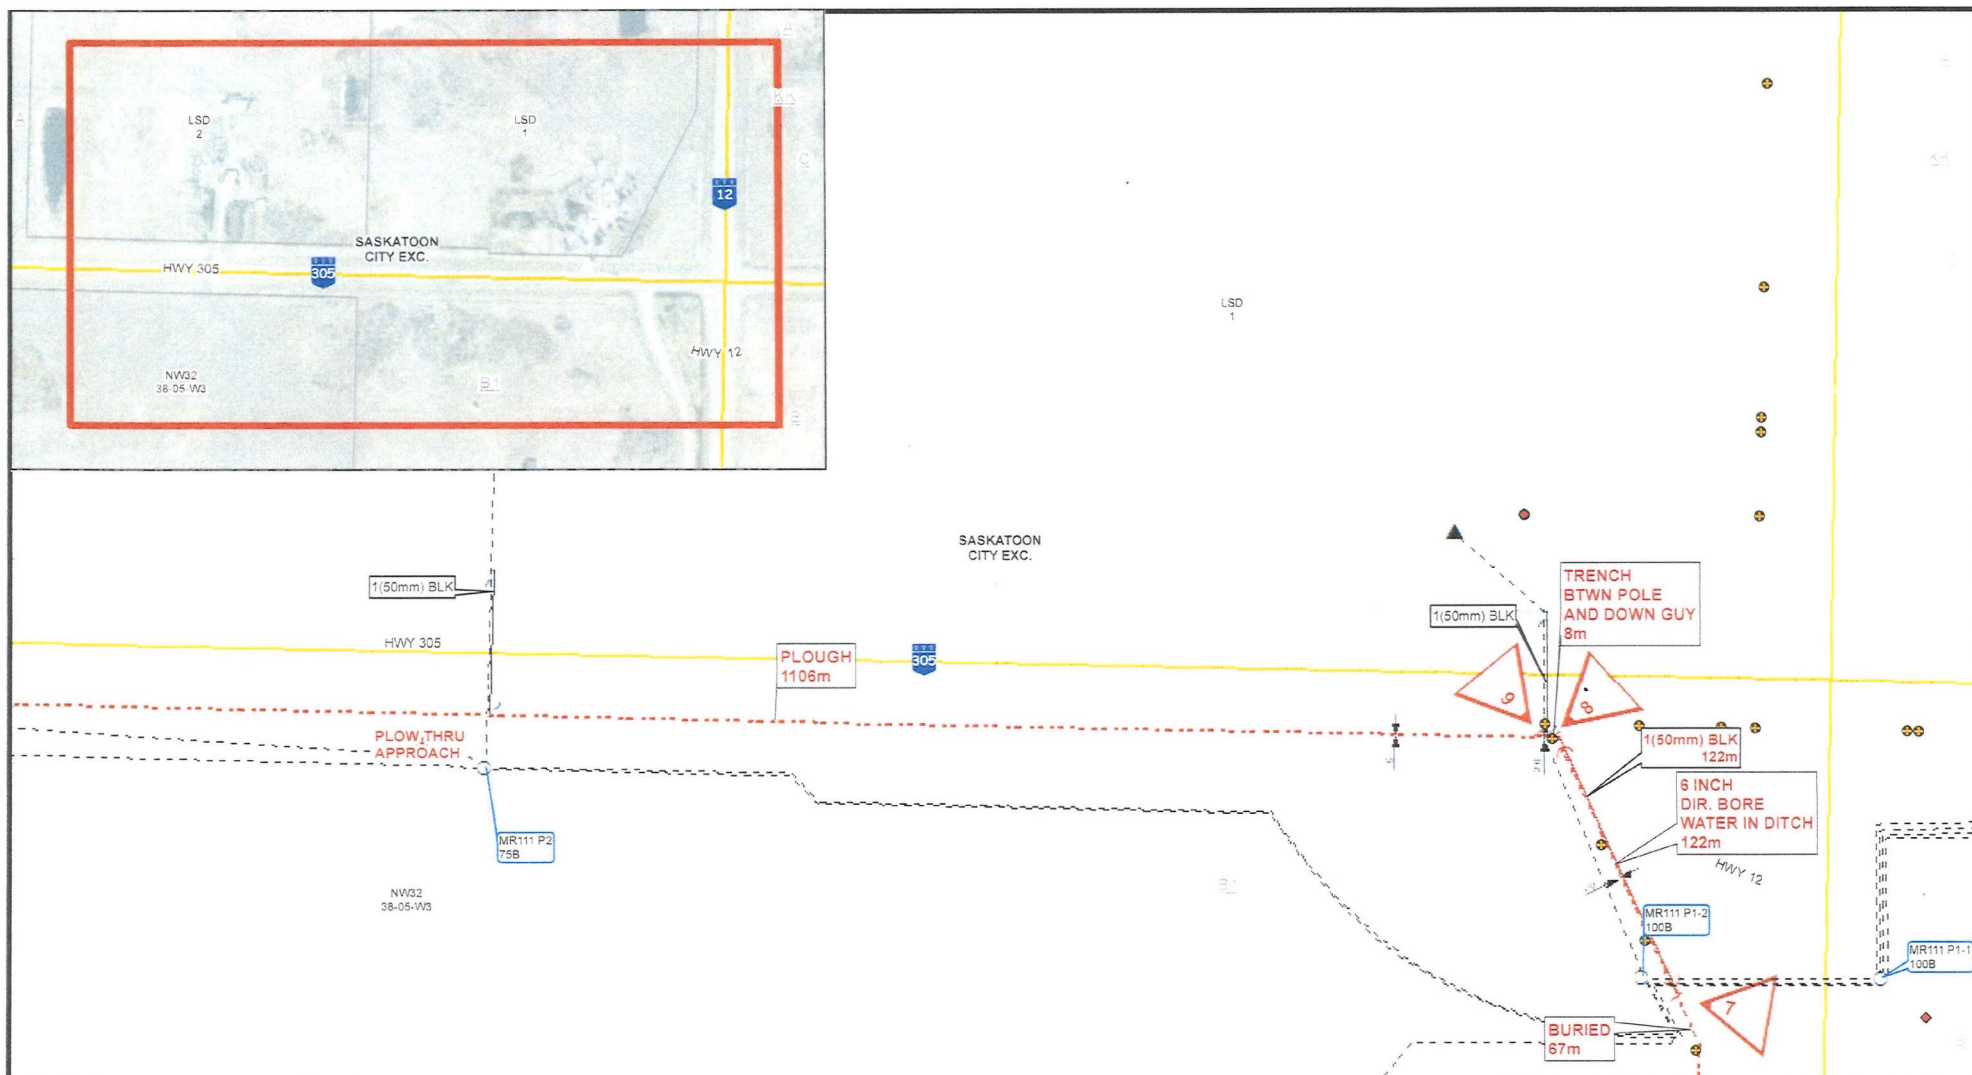 LSD
2
LSD
1
A
KK
C
12
SASKATOON
CITY EXC.
HWY 305
305
HWY 12
NW32
38-05-W3
B1
B
LSD
1
SASKATOON
CITY EXC.
1(50mm) BLK
HWY 305
PLOUGH
1106m
305
1(50mm) BLK
TRENCH
BTWN POLE
AND DOWN GUY
8m
9
8
PLOW THRU
APPROACH
1(50mm) BLK
122m
6 INCH
DIR. BORE
WATER IN DITCH
122m
HWY 12
MR111 P2
75B
NW32
38-05-W3
B1
MR111 P1-2
100B
MR111 P1-1
100B
7
BURIED
67m